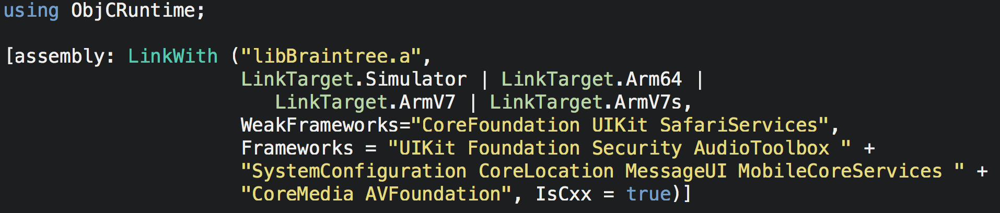 using ObjCRuntime;
[assembly: LinkWith ("libBraintree.a",
LinkTarget.Simulator | LinkTarget.Arm64 |
LinkTarget.ArmV7 | LinkTarget.ArmV7s,
WeakFrameworks="CoreFoundation UIKit SafariServices",
Frameworks = "UIKit Foundation Security AudioToolbox " +
"SystemConfiguration CoreLocation MessageUI MobileCoreServices " +
"CoreMedia AVFoundation", IsCxx = true)]